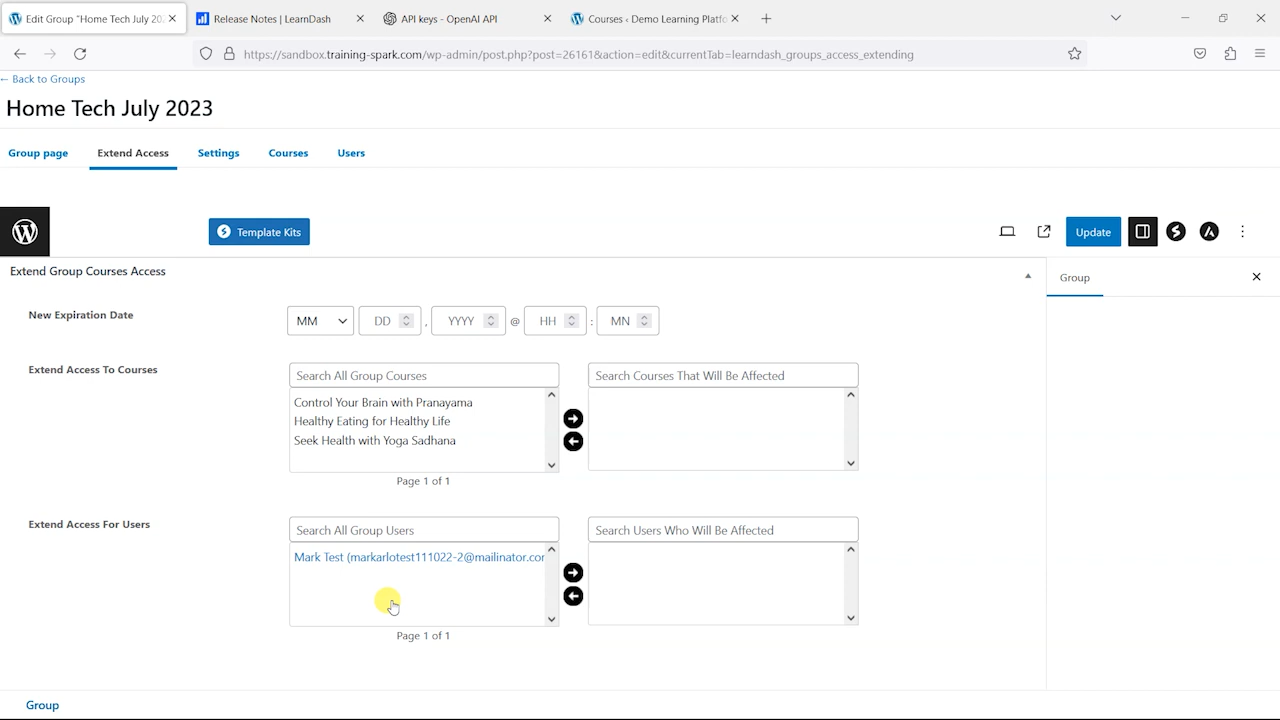 Edit Group "Home Tech July 202
Release Notes | LearnDash
API keys - OpenAI API
Courses ‹ Demo Learning Platfo
https://sandbox.training-spark.com/wp-admin/post.php?post=26161&action=edit&currentTab=learndash_groups_access_extending
← Back to Groups
Home Tech July 2023
Group page Extend Access Settings Courses Users
Template Kits
Update
Extend Group Courses Access
Group
New Expiration Date
MM DD , YYYY @ HH : MN
Extend Access To Courses
Search All Group Courses
Search Courses That Will Be Affected
Control Your Brain with Pranayama
Healthy Eating for Healthy Life
Seek Health with Yoga Sadhana
Page 1 of 1
Extend Access For Users
Search All Group Users
Search Users Who Will Be Affected
Mark Test (markarlotest111022-2@mailinator.cor
Page 1 of 1
Group